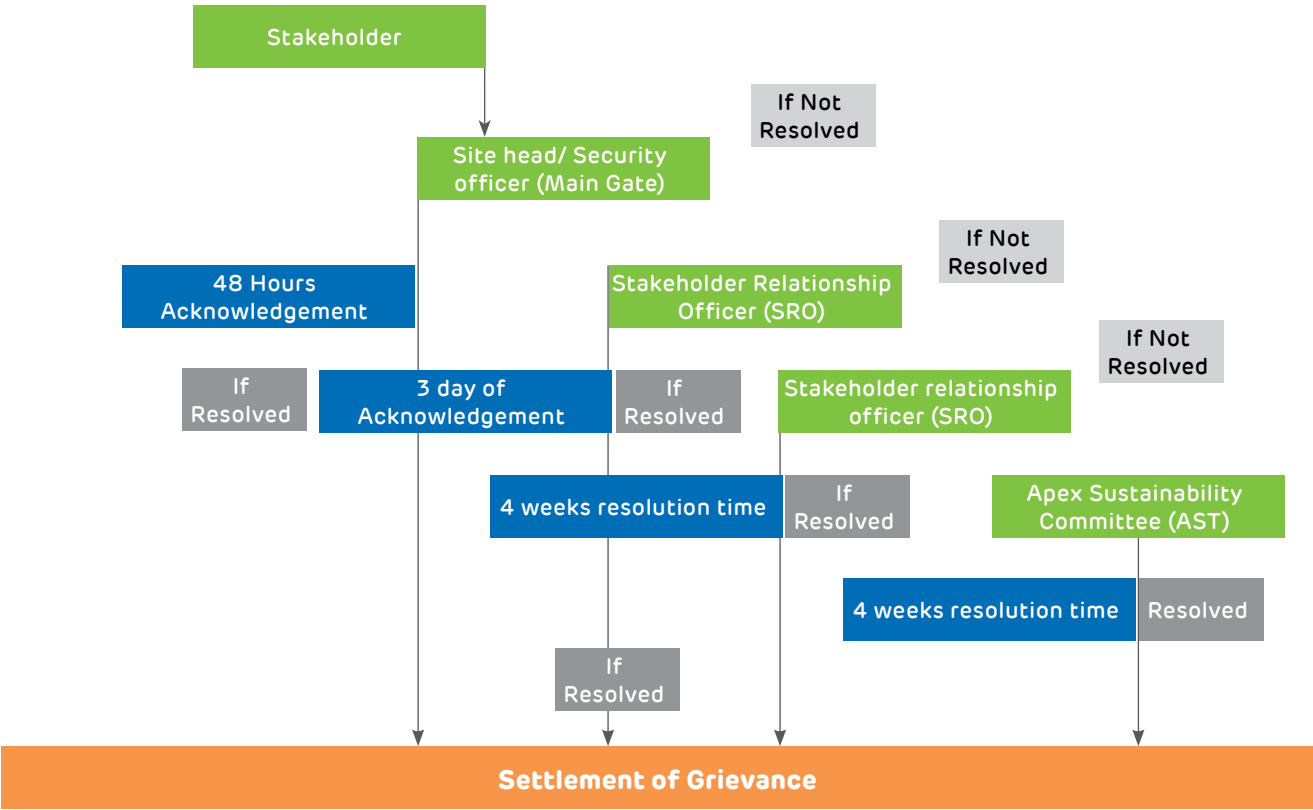 Stakeholder
If Not
Resolved
Site head/ Security
officer (Main Gate)
If Not
Resolved
48 Hours
Acknowledgement
Stakeholder Relationship
Officer (SRO)
If Not
Resolved
If
Resolved
3 day of
Acknowledgement
If
Resolved
Stakeholder relationship
officer (SRO)
4 weeks resolution time
If
Resolved
Apex Sustainability
Committee (AST)
4 weeks resolution time
Resolved
If
Resolved
Settlement of Grievance